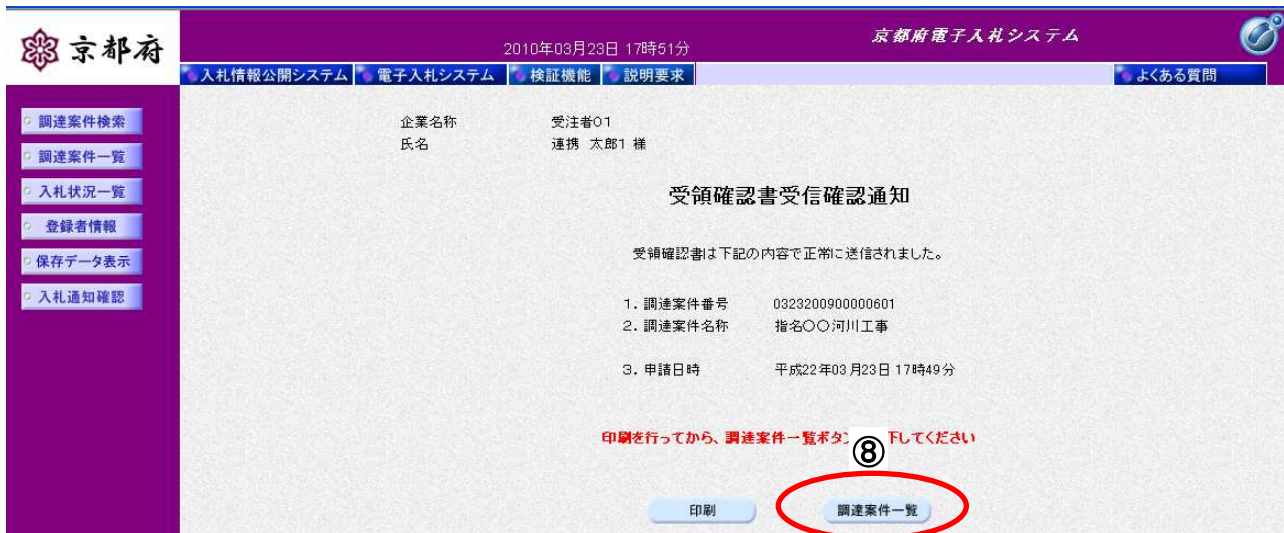 京都府
2010年03月23日 17時51分
京都府電子入札システム
入札情報公開システム 電子入札システム 検証機能 説明要求 よくある質問
調達案件検索
調達案件一覧
入札状況一覧
登録者情報
保存データ表示
入札通知確認
企業名称 受注者01
氏名 連携 太郎1 様
受領確認書受信確認通知
受領確認書は下記の内容で正常に送信されました。
1. 調達案件番号 0323200900000601
2. 調達案件名称 指名〇〇河川工事
3. 申請日時 平成22年03月23日 17時49分
印刷を行ってから、調達案件一覧ボタ 下してください
⑧
印刷 調達案件一覧